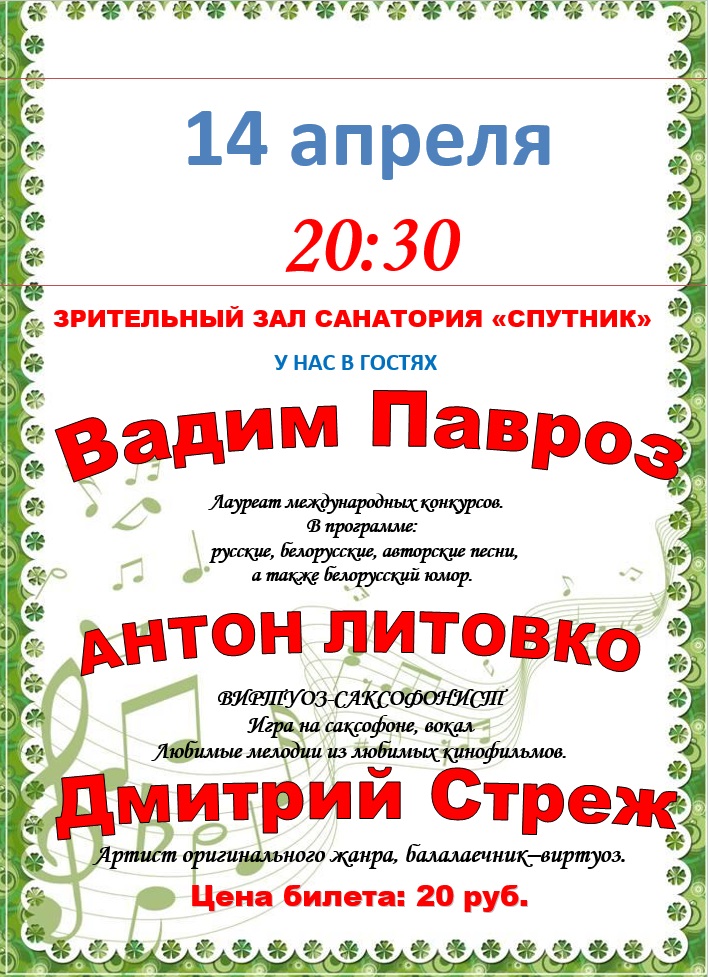 14 апреля
20:30
ЗРИТЕЛЬНЫЙ ЗАЛ САНАТОРИЯ «СПУТНИК»
У НАС В ГОСТЯХ
Вадим Павроз
Лауреат международных конкурсов.
В программе:
русские, белорусские, авторские песни,
а также белорусский юмор.
АНТОН ЛИТОВКО
ВИРТУОЗ-САКСОФОНИСТ
Игра на саксофоне, вокал
Любимые мелодии из любимых кинофильмов.
Дмитрий Стреж
Артист оригинального жанра, балалаечник–виртуоз.
Цена билета: 20 руб.